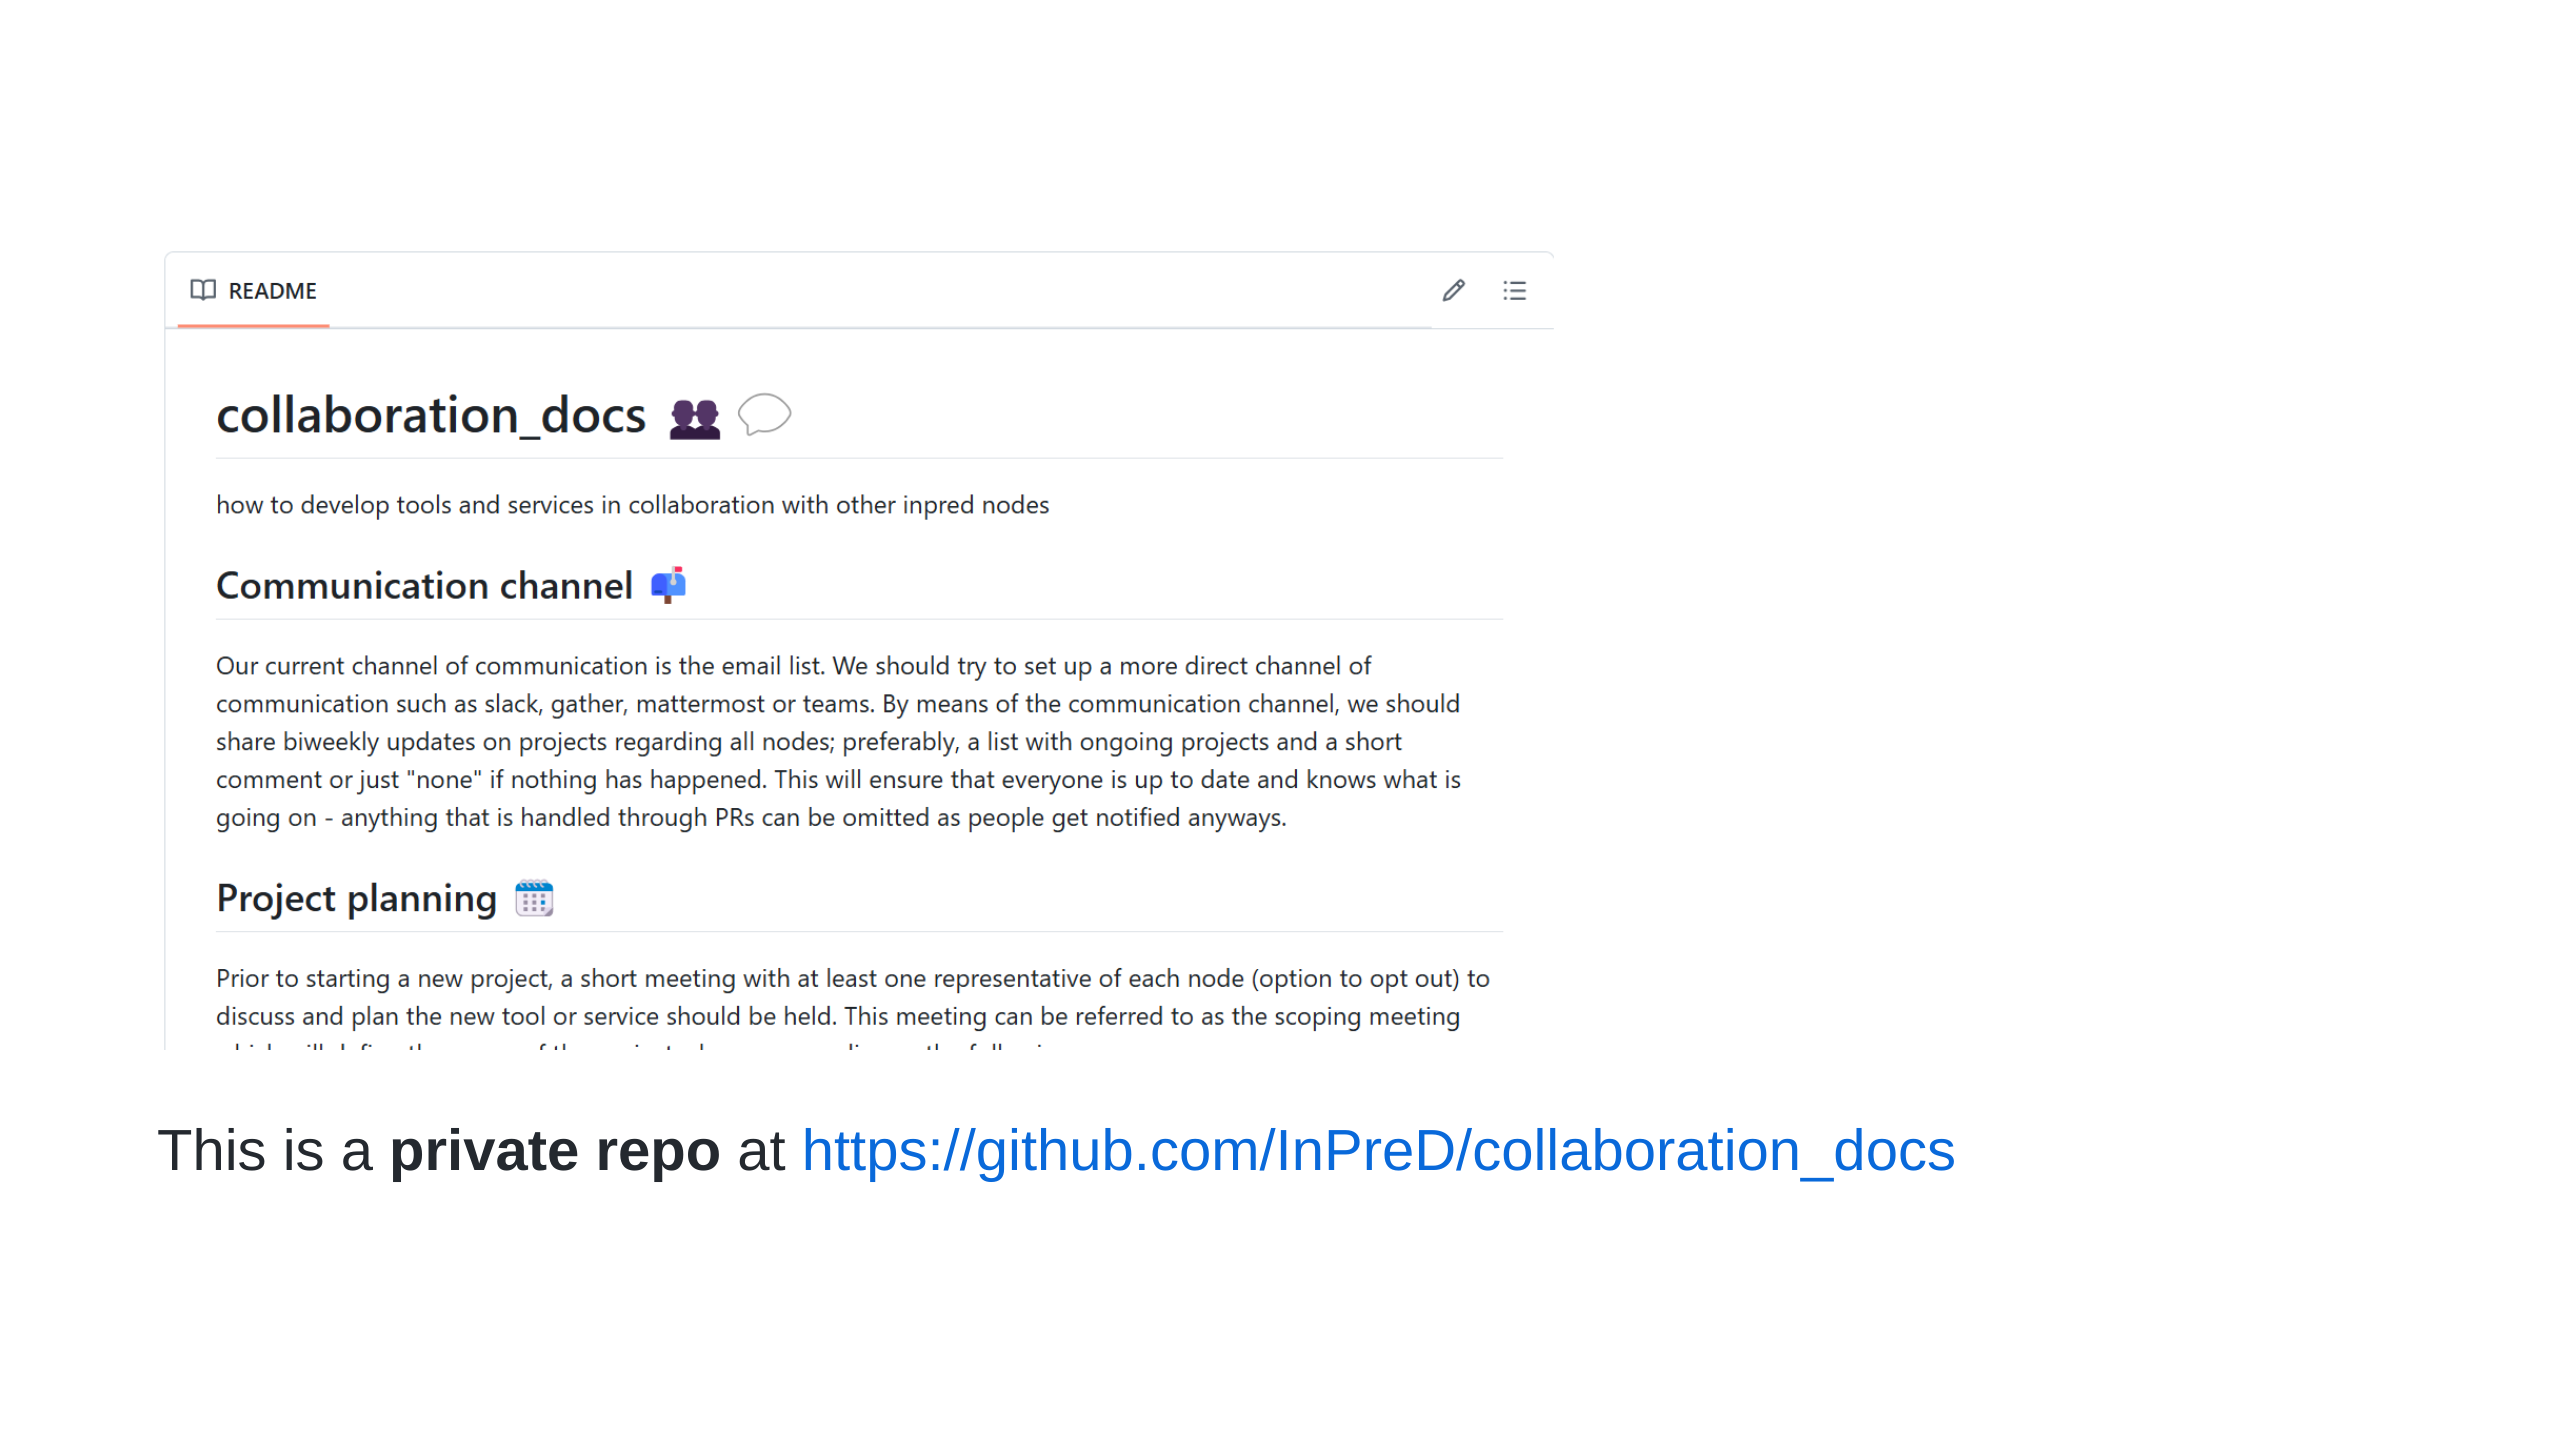 README
collaboration_docs 👥 💬
how to develop tools and services in collaboration with other inpred nodes
Communication channel 📫
Our current channel of communication is the email list. We should try to set up a more direct channel of
communication such as slack, gather, mattermost or teams. By means of the communication channel, we should
share biweekly updates on projects regarding all nodes; preferably, a list with ongoing projects and a short
comment or just "none" if nothing has happened. This will ensure that everyone is up to date and knows what is
going on - anything that is handled through PRs can be omitted as people get notified anyways.
Project planning 🗓️
Prior to starting a new project, a short meeting with at least one representative of each node (option to opt out) to
discuss and plan the new tool or service should be held. This meeting can be referred to as the scoping meeting
This is a private repo at https://github.com/InPreD/collaboration_docs